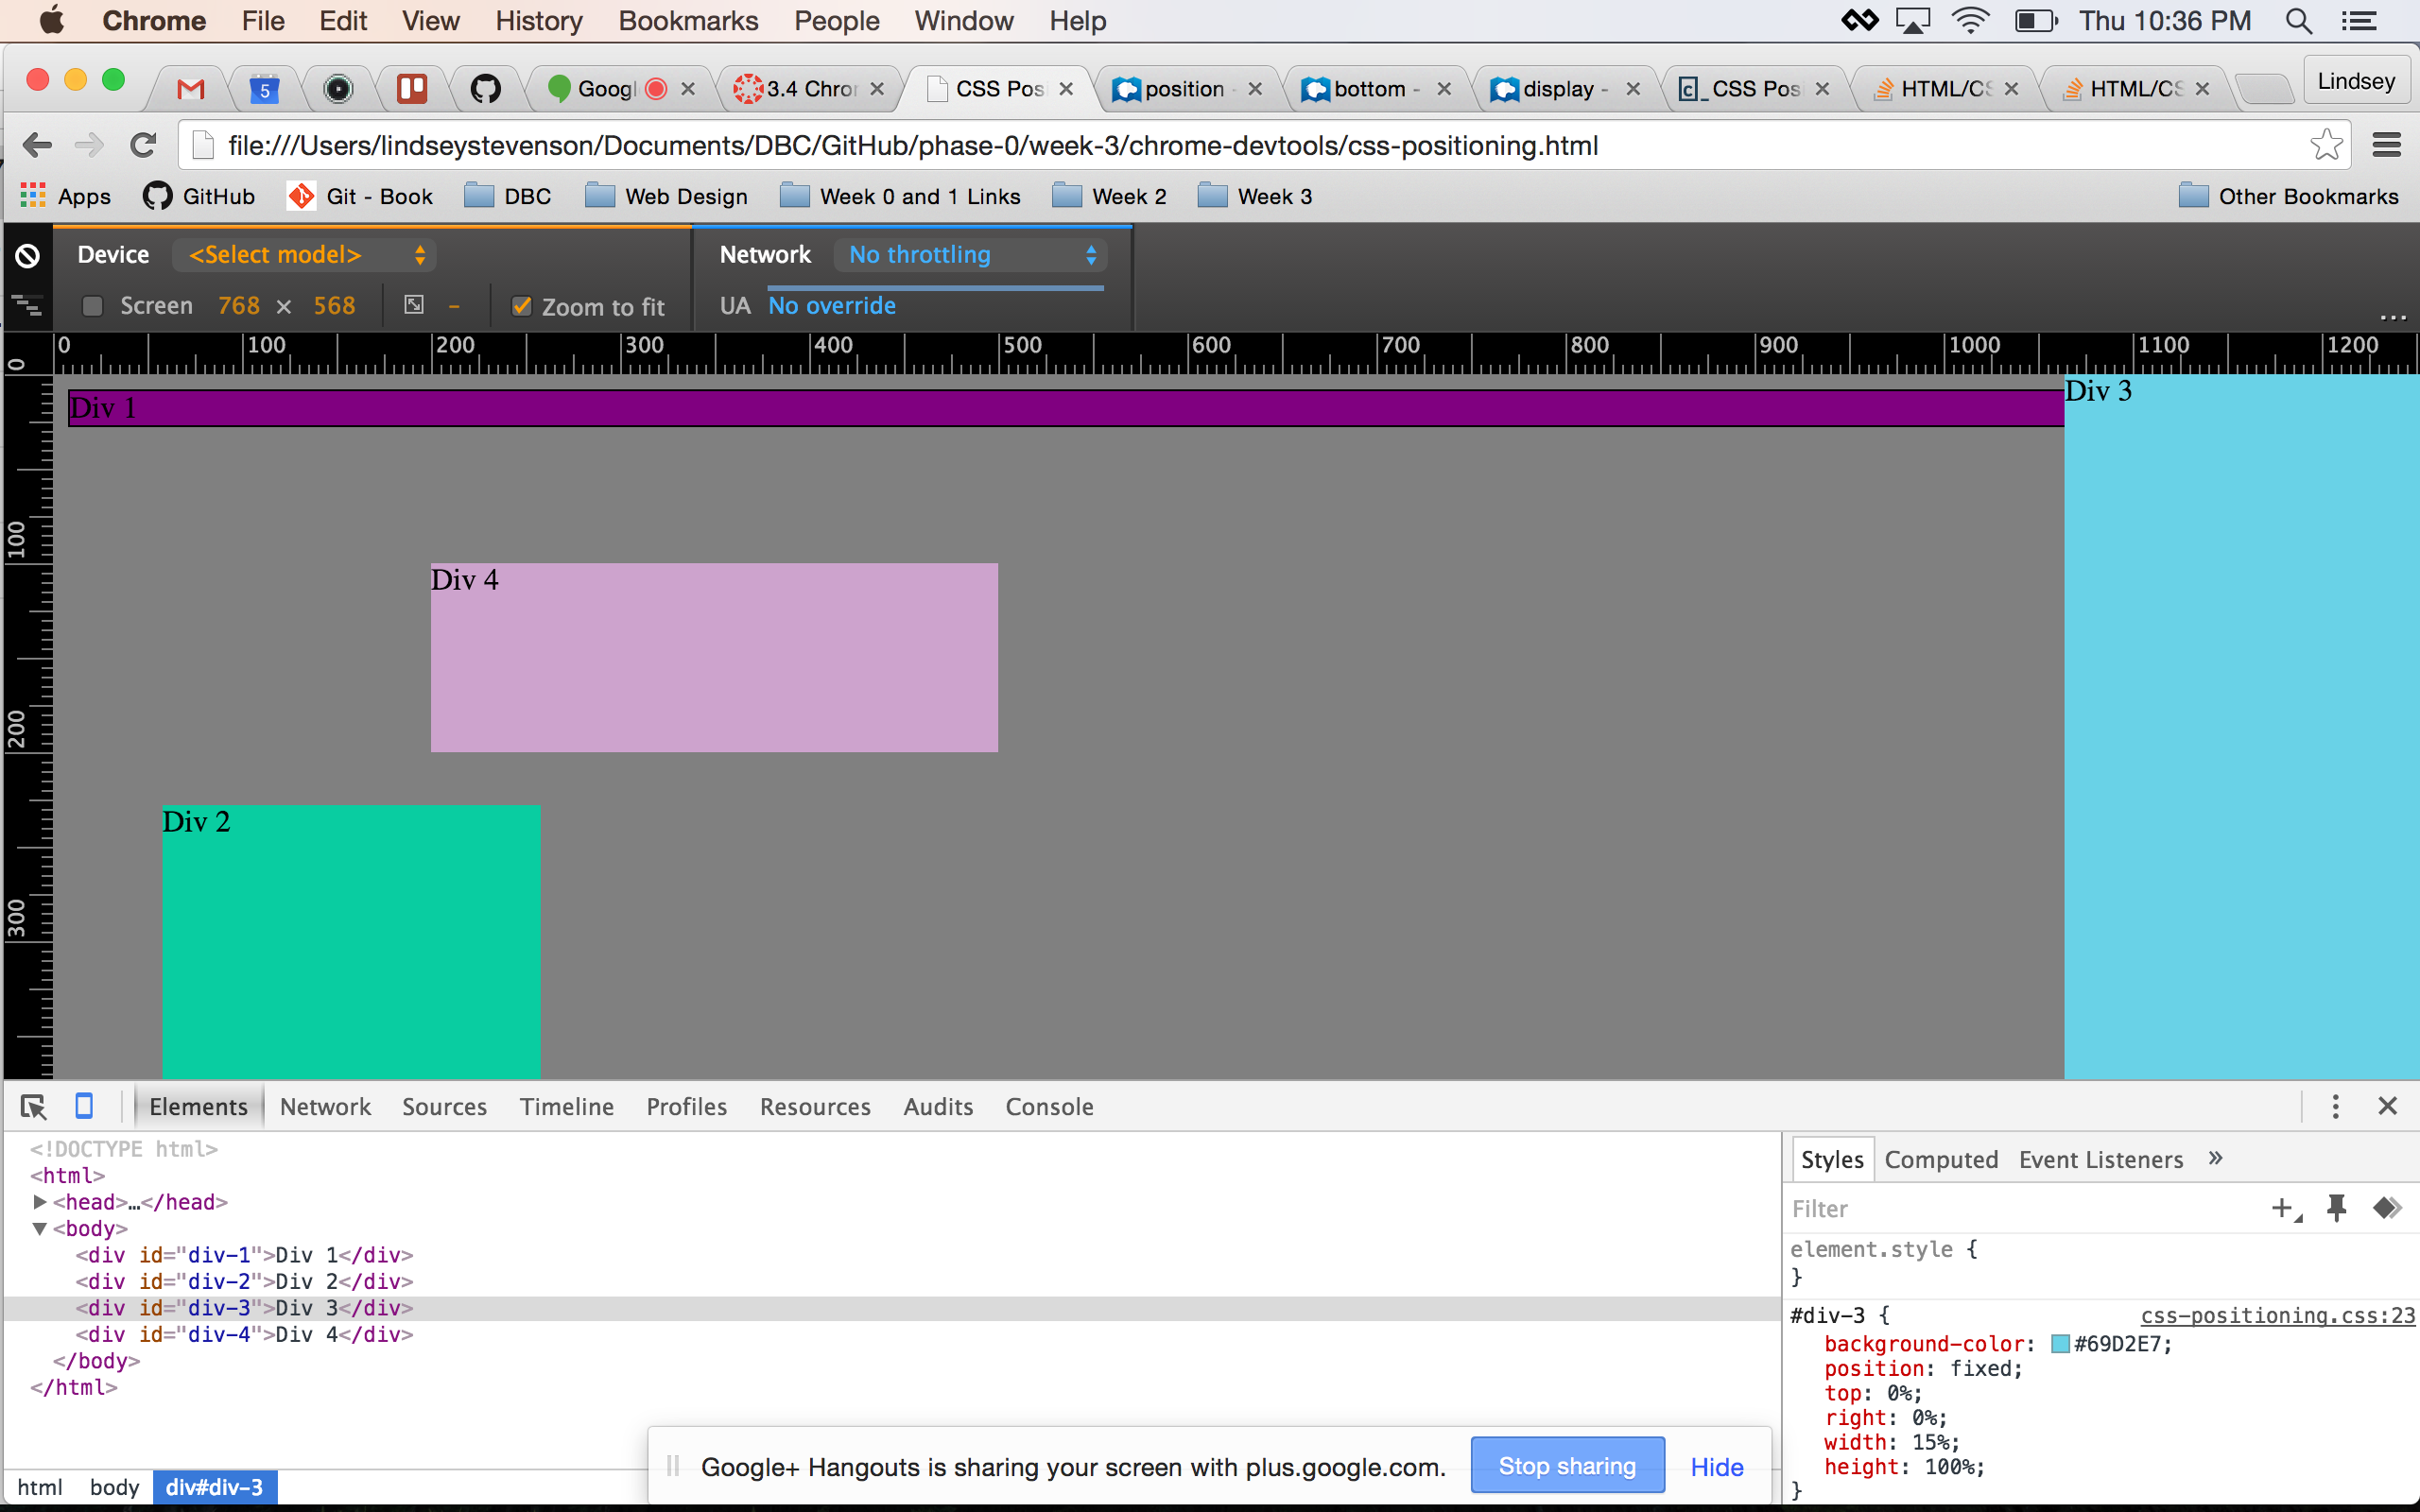 Chrome File Edit View History Bookmarks People Window Help Thu 10:36 PM
5 Googl 3.4 Chror CSS Pos position - bottom - display - c_ CSS Pos HTML/CS HTML/CS Lindsey
file:///Users/lindseystevenson/Documents/DBC/GitHub/phase-0/week-3/chrome-devtools/css-positioning.html
Apps GitHub Git - Book DBC Web Design Week 0 and 1 Links Week 2 Week 3 Other Bookmarks
Device <Select model> Network No throttling
Screen 768 × 568 – Zoom to fit UA No override ...
0 100 200 300 400 500 600 700 800 900 1000 1100 1200
0
100
200
300
Div 1
Div 3
Div 4
Div 2
Elements Network Sources Timeline Profiles Resources Audits Console
<!DOCTYPE html>
<html>
<head>…</head>
<body>
<div id="div-1">Div 1</div>
<div id="div-2">Div 2</div>
<div id="div-3">Div 3</div>
<div id="div-4">Div 4</div>
</body>
</html>
html body div#div-3
Styles Computed Event Listeners »
Filter
element.style {
}
#div-3 { css-positioning.css:23
background-color: #69D2E7;
position: fixed;
top: 0%;
right: 0%;
width: 15%;
height: 100%;
}
Google+ Hangouts is sharing your screen with plus.google.com. Stop sharing Hide